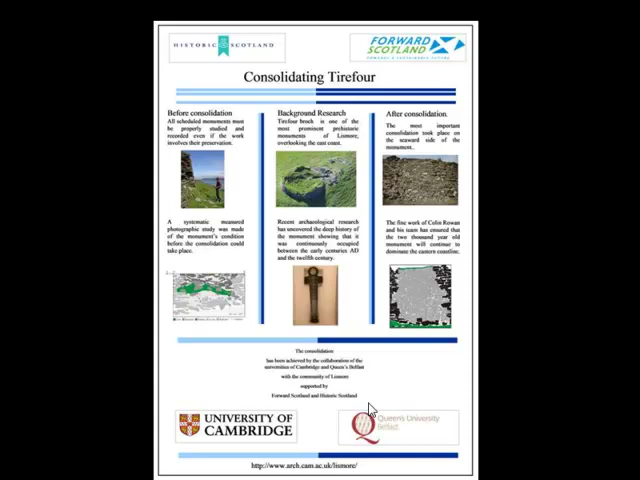 HISTORIC SCOTLAND
FORWARD
SCOTLAND
TOWARDS A SUSTAINABLE FUTURE
Consolidating Tirefour
Before consolidation
All scheduled monuments must
be properly studied and
recorded even if the work
involves their preservation.
A systematic measured
photographic study was made
of the monument's condition
before the consolidation could
take place.
Background Research
Tirefour broch is one of the
most prominent prehistoric
monuments of Lismore,
overlooking the east coast.
Recent archaeological research
has uncovered the deep history of
the monument showing that it
was continuously occupied
between the early centuries AD
and the twelfth century.
After consolidation.
The most important
consolidation took place on
the seaward side of the
monument..
The fine work of Colin Rowan
and his team has ensured that
the two thousand year old
monument will continue to
dominate the eastern coastline.
The consolidation
has been achieved by the collaboration of the
universities of Cambridge and Queen's Belfast
with the community of Lismore
supported by
Forward Scotland and Historic Scotland
UNIVERSITY OF
CAMBRIDGE
Queen's University
Belfast
http://www.arch.cam.ac.uk/lismore/